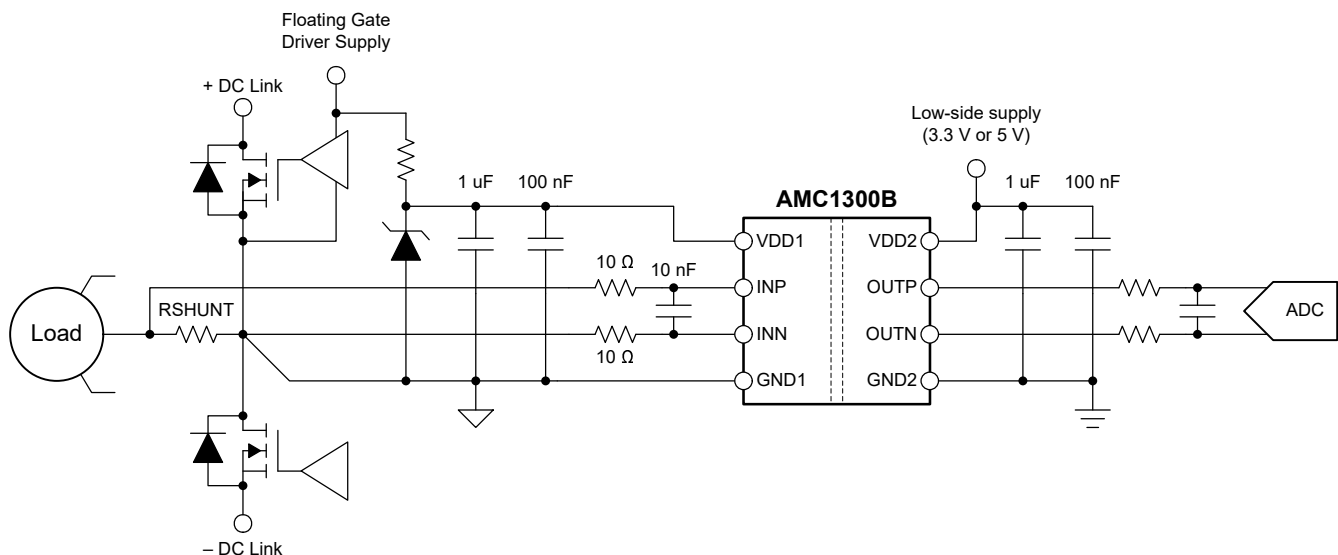 Floating Gate
Driver Supply
+ DC Link
Low-side supply
(3.3 V or 5 V)
1 uF
100 nF
AMC1300B
1 uF
100 nF
VDD1
VDD2
10 Ω
10 nF
INP
OUTP
RSHUNT
Load
INN
OUTN
ADC
10 Ω
GND1
GND2
– DC Link